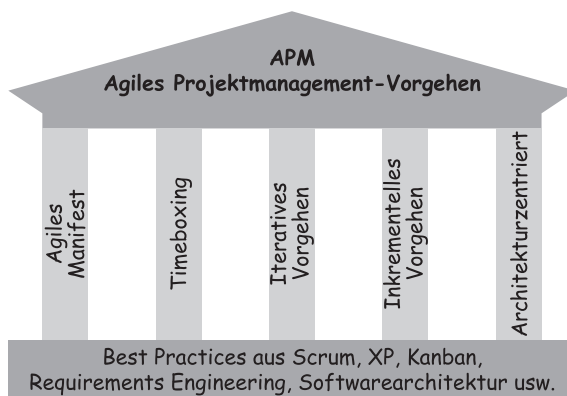 APM
Agiles Projektmanagement-Vorgehen
Agiles
Manifest
Timeboxing
Iteratives
Vorgehen
Inkrementelles
Vorgehen
Architekturzentriert
Best Practices aus Scrum, XP, Kanban,
Requirements Engineering, Softwarearchitektur usw.